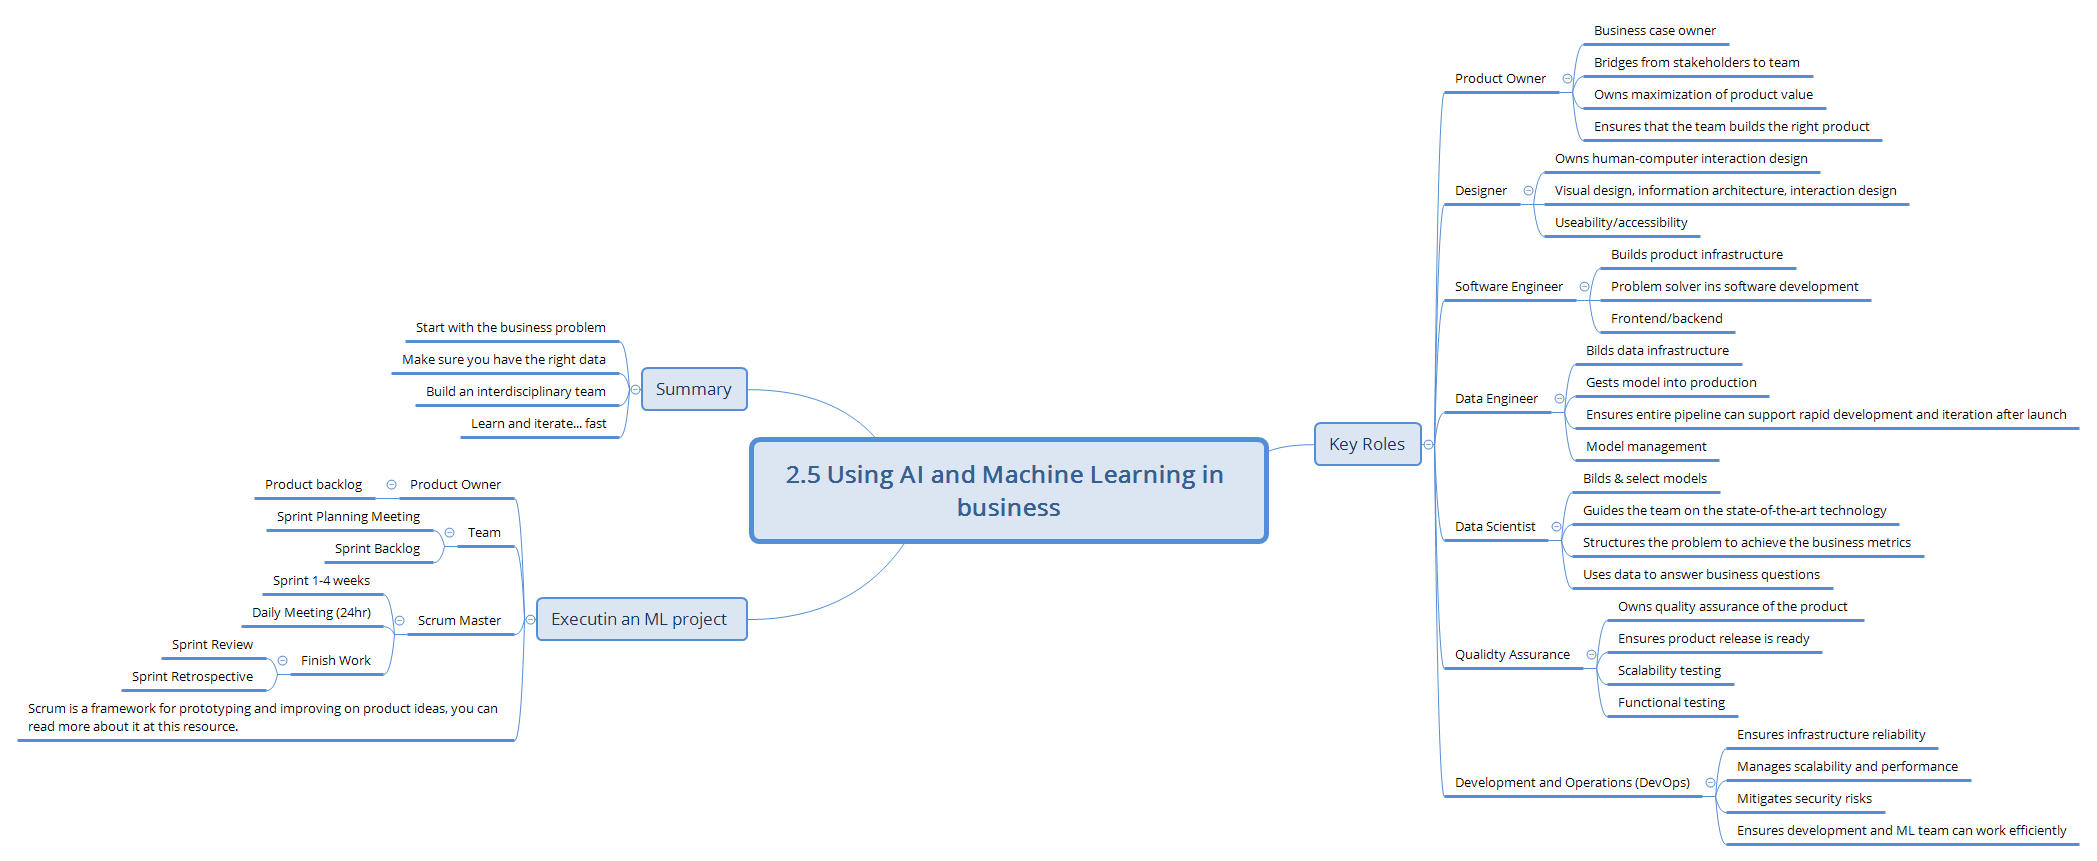 2.5 Using AI and Machine Learning in
business
Key Roles
Product Owner
Business case owner
Bridges from stakeholders to team
Owns maximization of product value
Ensures that the team builds the right product
Designer
Owns human-computer interaction design
Visual design, information architecture, interaction design
Useability/accessibility
Software Engineer
Builds product infrastructure
Problem solver ins software development
Frontend/backend
Data Engineer
Bilds data infrastructure
Gests model into production
Ensures entire pipeline can support rapid development and iteration after launch
Model management
Data Scientist
Bilds & select models
Guides the team on the state-of-the-art technology
Structures the problem to achieve the business metrics
Uses data to answer business questions
Qualidty Assurance
Owns quality assurance of the product
Ensures product release is ready
Scalability testing
Functional testing
Development and Operations (DevOps)
Ensures infrastructure reliability
Manages scalability and performance
Mitigates security risks
Ensures development and ML team can work efficiently
Summary
Start with the business problem
Make sure you have the right data
Build an interdisciplinary team
Learn and iterate... fast
Executin an ML project
Product Owner
Product backlog
Team
Sprint Planning Meeting
Sprint Backlog
Scrum Master
Sprint 1-4 weeks
Daily Meeting (24hr)
Finish Work
Sprint Review
Sprint Retrospective
Scrum is a framework for prototyping and improving on product ideas, you can
read more about it at this resource.